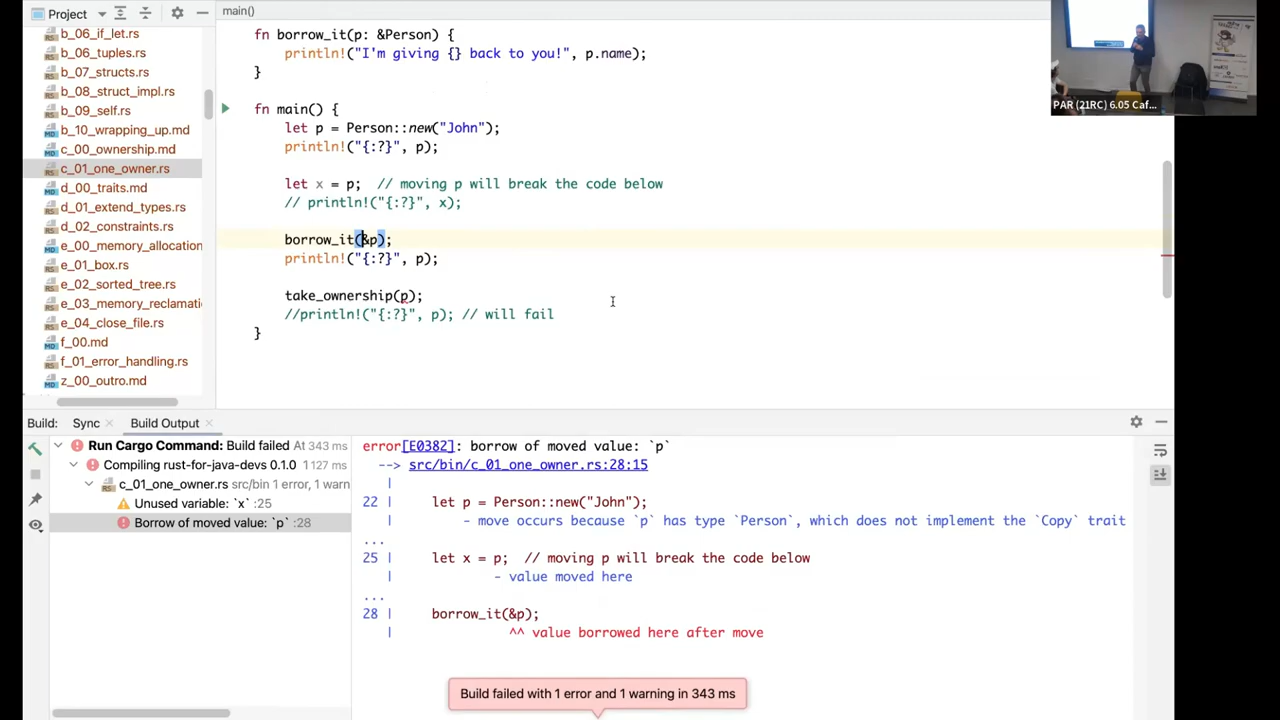 Project
main()
b_06_if_let.rs
b_06_tuples.rs
b_07_structs.rs
b_08_struct_impl.rs
b_09_self.rs
b_10_wrapping_up.md
c_00_ownership.md
c_01_one_owner.rs
d_00_traits.md
d_01_extend_types.rs
d_02_constraints.rs
e_00_memory_allocation
e_01_box.rs
e_02_sorted_tree.rs
e_03_memory_reclamatio
e_04_close_file.rs
f_00.md
f_01_error_handling.rs
z_00_outro.md
fn borrow_it(p: &Person) {
println!("I'm giving {} back to you!", p.name);
}
fn main() {
let p = Person::new("John");
println!("{:?}", p);
let x = p;  // moving p will break the code below
// println!("{:?}", x);
borrow_it(&p);
println!("{:?}", p);
take_ownership(p);
//println!("{:?}", p); // will fail
}
PAR (21RC) 6.05 Caf...
Build: Sync Build Output
Run Cargo Command: Build failed At 343 ms
Compiling rust-for-java-devs 0.1.0 1 127 ms
c_01_one_owner.rs src/bin 1 error, 1 warn
Unused variable: `x` :25
Borrow of moved value: `p` :28
error[E0382]: borrow of moved value: `p`
--> src/bin/c_01_one_owner.rs:28:15
|
22 | let p = Person::new("John");
| - move occurs because `p` has type `Person`, which does not implement the `Copy` trait
...
25 | let x = p;  // moving p will break the code below
| - value moved here
...
28 | borrow_it(&p);
| ^^ value borrowed here after move
Build failed with 1 error and 1 warning in 343 ms